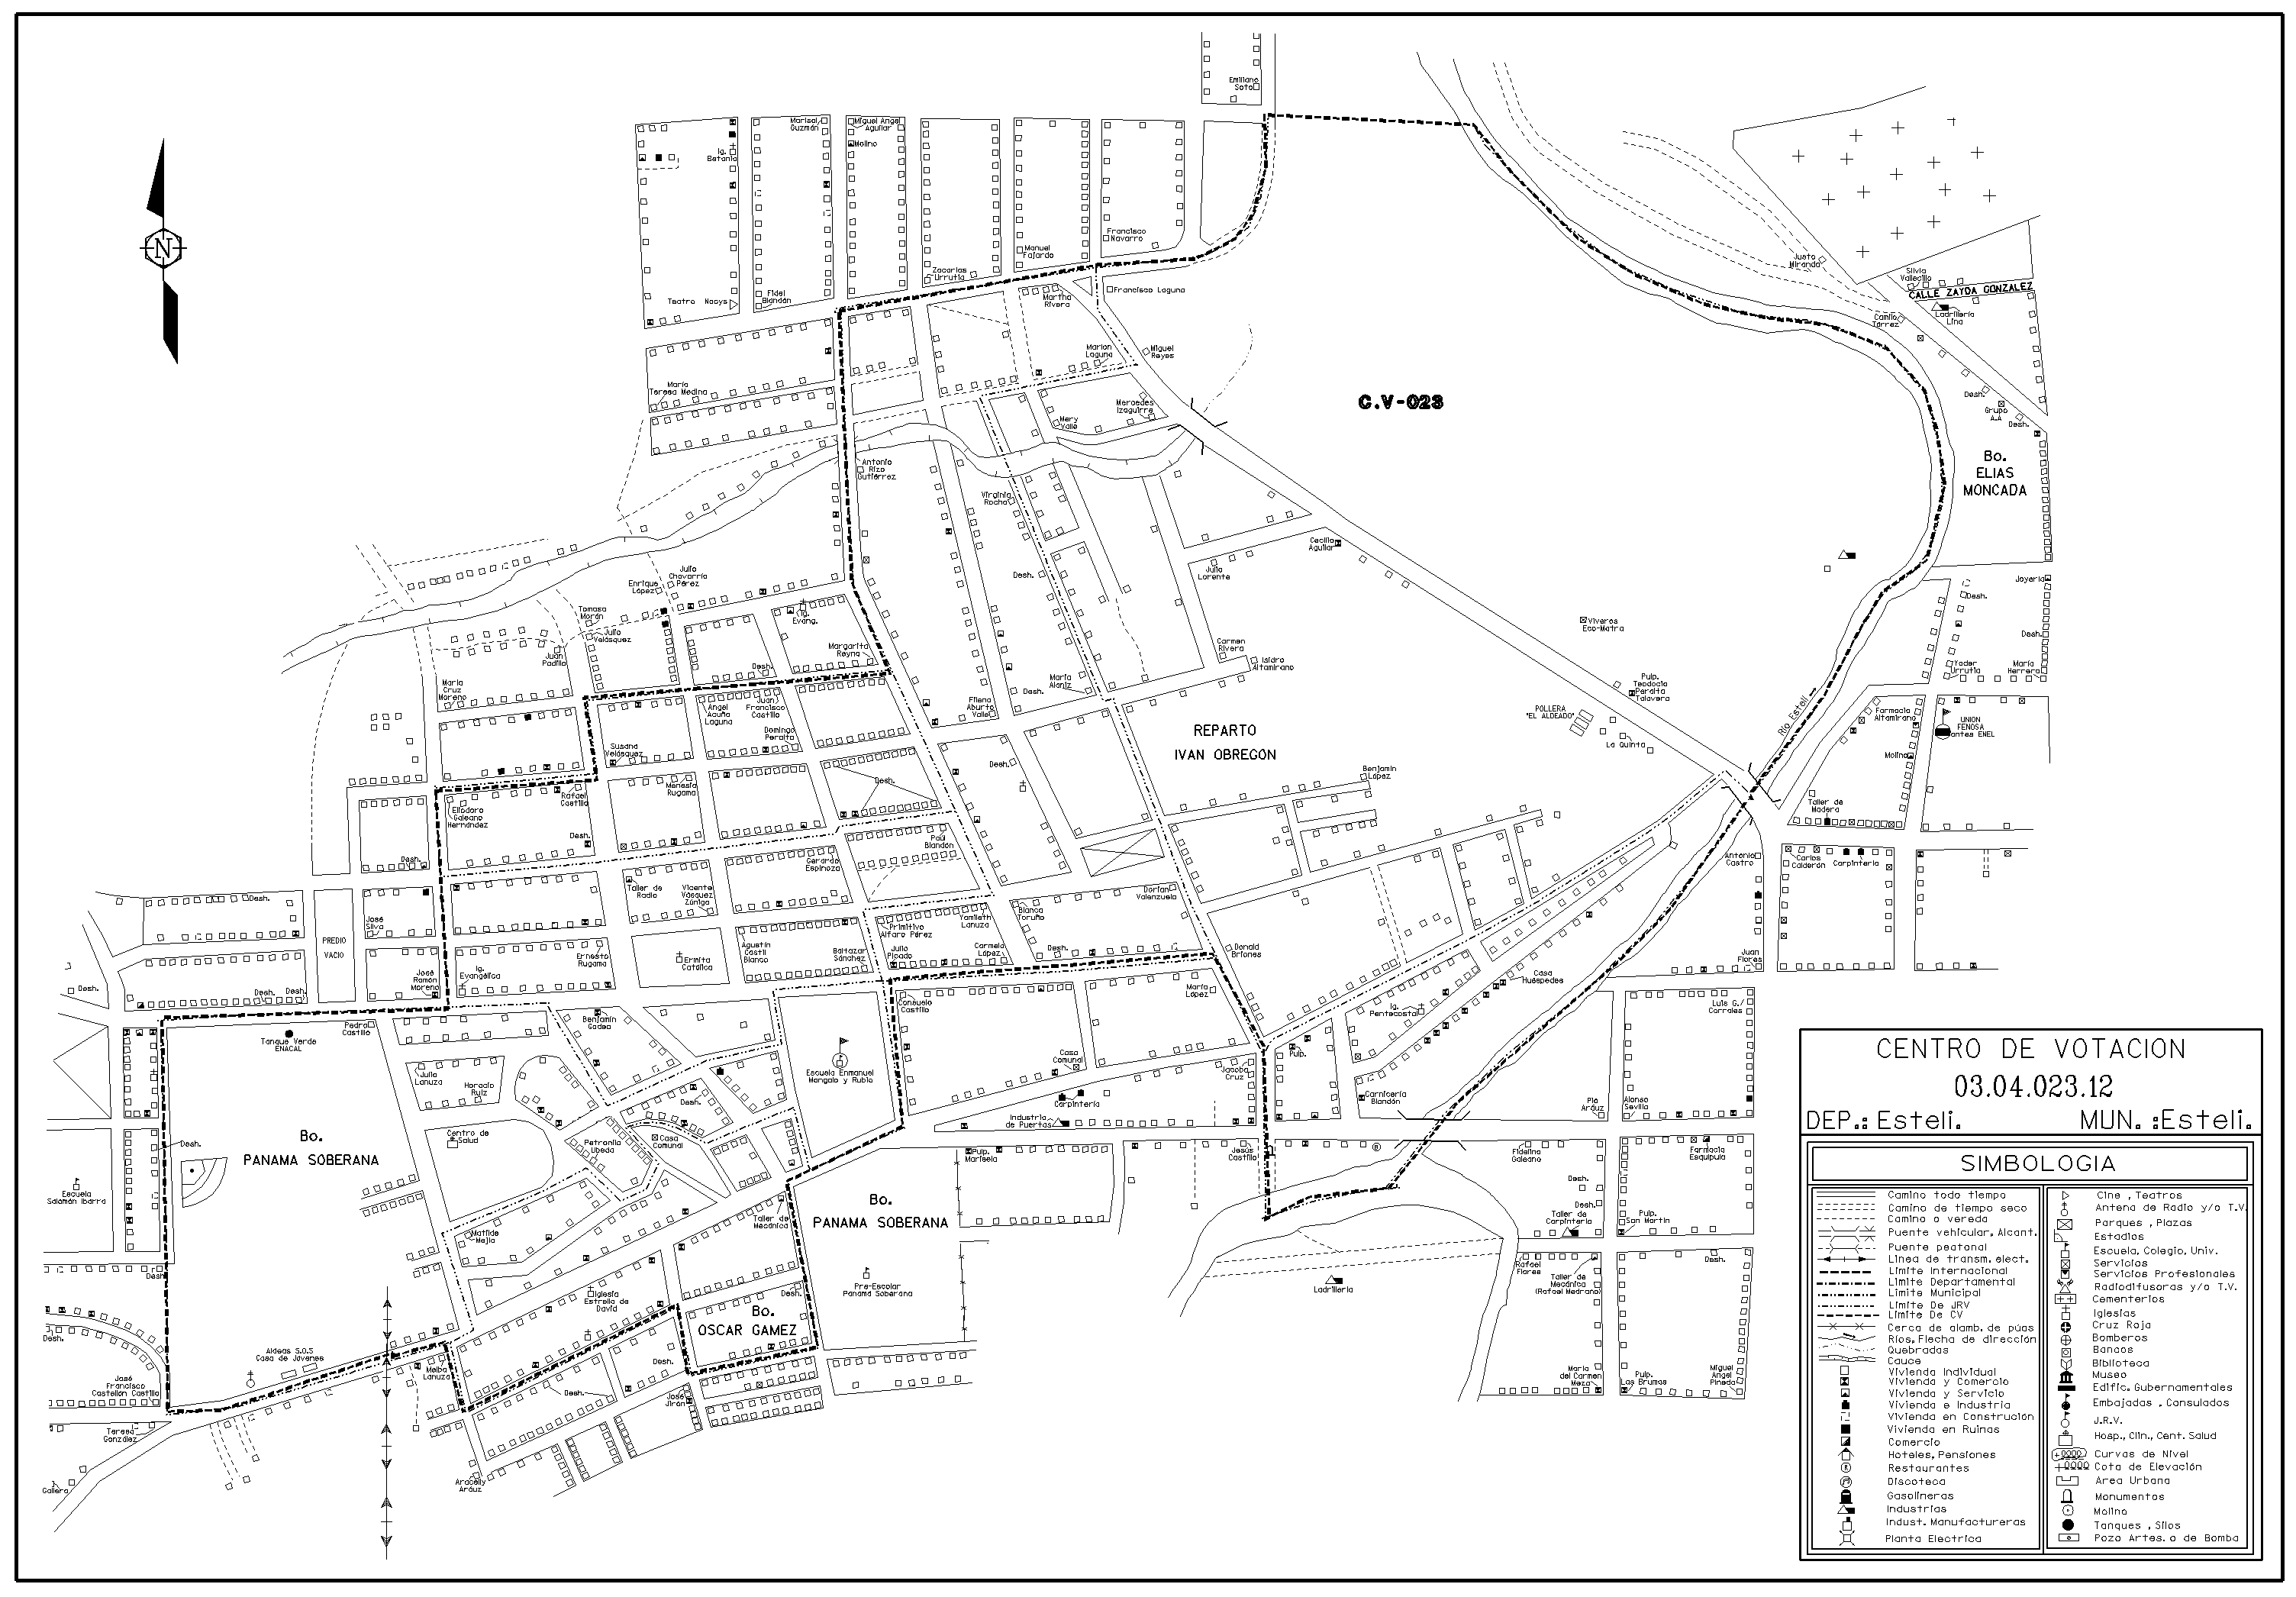 Emiliano
Soto
Marisol
Guzmán
Miguel Angel
Aguilar
Molino
Ig.
Betania
Francisco
Navarro
Manuel
Fajardo
Zacarias
Urrutia
Teatro Nancys
Fidel
Blandón
Martha
Rivera
Francisco Laguna
N
Justo
Miranda
Silvia
Vallecillo
CALLE ZAYDA GONZALEZ
Ladrillería
Lina
Camilo
Tórrez
Marlon
Laguna
Miguel
Reyes
María
Teresa Medina
Mercedes
Izaguirre
Mery
Valle
C.V-023
Desh.
Grupo
A.A
Desh.
Bo.
ELIAS
MONCADA
Antonio
Rizo
Gutiérrez
Virginia
Rocha
Cecilio
Aguilar
Julio
Chavarría
Pérez
Enrique
López
Desh.
Julia
Lorente
Joyería
Desh.
Tomasa
Morán
Julio
Velásquez
Ig.
Evang.
Viveros
Eco-Matra
Desh.
Juan
Padilla
Margarita
Reyna
Carmen
Rivera
Isidro
Altamirano
Yader
Urrutia
María
Herrera
María
Cruz
Moreno
Desh.
María
Alaniz
Desh.
Pulp.
Teodocia
Peralta
Talavera
Río Estelí
Angel
Acuña
Laguna
Juan
Francisco
Castillo
Filena
Aburto
Valle
POLLERA
"EL ALDEADO"
Farmacia
Altamirano
UNION
FENOSA
antes ENEL
Domingo
Peralta
REPARTO
IVAN OBREGON
La Quinta
Susana
Velásquez
Molino
Desh.
Menesia
Rugama
Desh.
Benjamín
López
Rafael
Castillo
Eliodoro
Galeano
Hernández
Taller de
Madera
Desh.
Paul
Blandón
Desh.
Gerardo
Espinoza
Antonio
Castro
Carlos
Calderón
Carpintería
Desh.
Taller de
Radio
Vicente
Vásquez
Zúniga
Dorian
Valenzuela
José
Silva
Blanca
Toruño
Yamileth
Lanuza
Primitivo
Alfaro Pérez
PREDIO
VACIO
Agustín
Castil
Blanco
Baltazar
Sánchez
Julio
Picado
Carmelo
López
Desh.
Donald
Briones
Ernesto
Rugama
Ermita
Católica
Juan
Flores
Ig.
Evangélica
José
Ramón
Moreno
Desh.
Desh.
Desh.
Casa
Huéspedes
María
López
Consuelo
Castillo
Ig.
Pentecostal
Luis G./
Corrales
Benjamín
Gadea
Pedro
Castillo
Tanque Verde
ENACAL
Pulp.
Casa
Comunal
Jacoba
Cruz
Escuela Enmanuel
Mongalo y Rubio
Julio
Lanuza
Horacio
Ruiz
Desh.
Carpintería
Carnicería
Blandón
Pío
Aráuz
Alonso
Sevilla
Industria
de Puertas
Centro de
Salud
Casa
Comunal
Petronila
Ubeda
Desh.
Bo.
PANAMA SOBERANA
Pulp.
Marisela
Jesús
Castillo
Fidelina
Galeano
Farmacia
Esquipula
Escuela
Salamón Ibarra
Desh.
Bo.
PANAMA SOBERANA
Taller de
Mecánica
Desh.
Taller de
Carpintería
Pulp.
San Martín
Matilde
Mejía
Desh.
Rafael
Flores
Taller de
Mecánica
(Rafael Medrano)
Desh.
Pre-Escolar
Panamá Soberana
Ladrillería
Iglesia
Estrella de
David
Desh.
Bo.
OSCAR GAMEZ
Desh.
Aldeas S.O.S
Casa de Jóvenes
Melba
Lanuza
Desh.
Desh.
María
del Carmen
Meza
Pulp.
Las Brumas
Miguel
Angel
Pineda
José
Francisco
Castellon Castillo
José
Jirón
Teresa
González
Gallera
Aracelly
Aráuz
CENTRO DE VOTACION
03.04.023.12
DEP.: Esteli. MUN. :Esteli.
SIMBOLOGIA
Camino todo tiempo
Camino de tiempo seco
Camino o vereda
Puente vehicular, Alcant.
Puente peatonal
Línea de transm. elect.
Límite Internacional
Límite Departamental
Límite Municipal
Límite De JRV
Límite De CV
Cerca de alamb. de púas
Ríos, Flecha de dirección
Quebradas
Cauce
Vivienda Individual
Vivienda y Comercio
Vivienda y Servicio
Vivienda e Industria
Vivienda en Construción
Vivienda en Ruinas
Comercio
Hoteles, Pensiones
Restaurantes
Discoteca
Gasolineras
Industrias
Indust. Manufactureras
Planta Electrica
Cine , Teatros
Antena de Radio y/o T.V.
Parques , Plazas
Estadios
Escuela, Colegio, Univ.
Servicios
Servicios Profesionales
Radiodifusoras y/o T.V.
Cementerios
Iglesias
Cruz Roja
Bomberos
Bancos
Biblioteca
Museo
Edific. Gubernamentales
Embajadas , Consulados
J.R.V.
Hosp., Clin., Cent. Salud
Curvas de Nivel
Cota de Elevación
Area Urbana
Monumentos
Molino
Tanques , Silos
Pozo Artes. o de Bomba